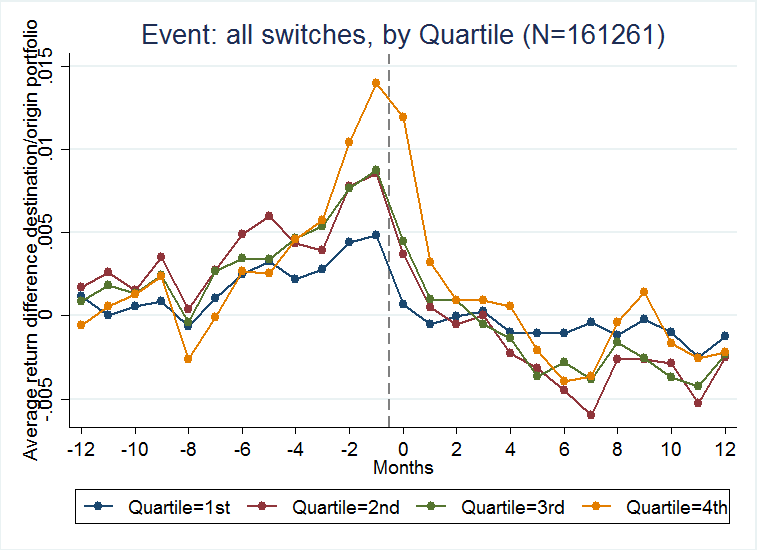 Event: all switches, by Quartile (N=161261)
Average return difference destination/origin portfolio
.015
.01
.005
0
-.005
-12 -10 -8 -6 -4 -2 0 2 4 6 8 10 12
Months
Quartile=1st Quartile=2nd Quartile=3rd Quartile=4th